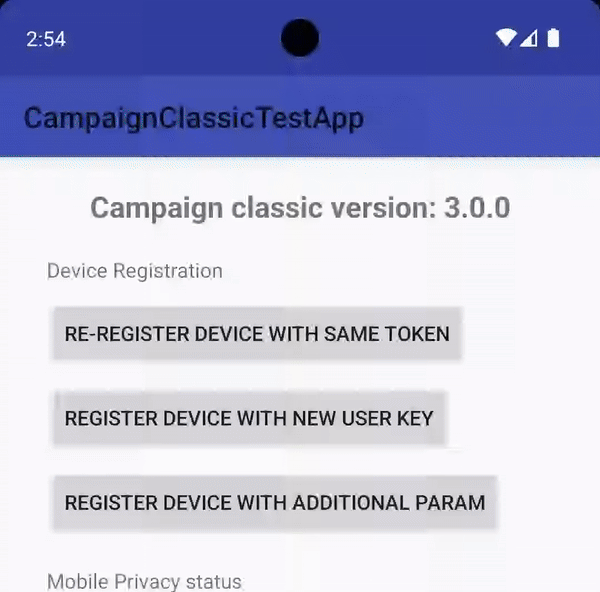 2:54
CampaignClassicTestApp
Campaign classic version: 3.0.0
Device Registration
RE-REGISTER DEVICE WITH SAME TOKEN
REGISTER DEVICE WITH NEW USER KEY
REGISTER DEVICE WITH ADDITIONAL PARAM
Mobile Privacy status